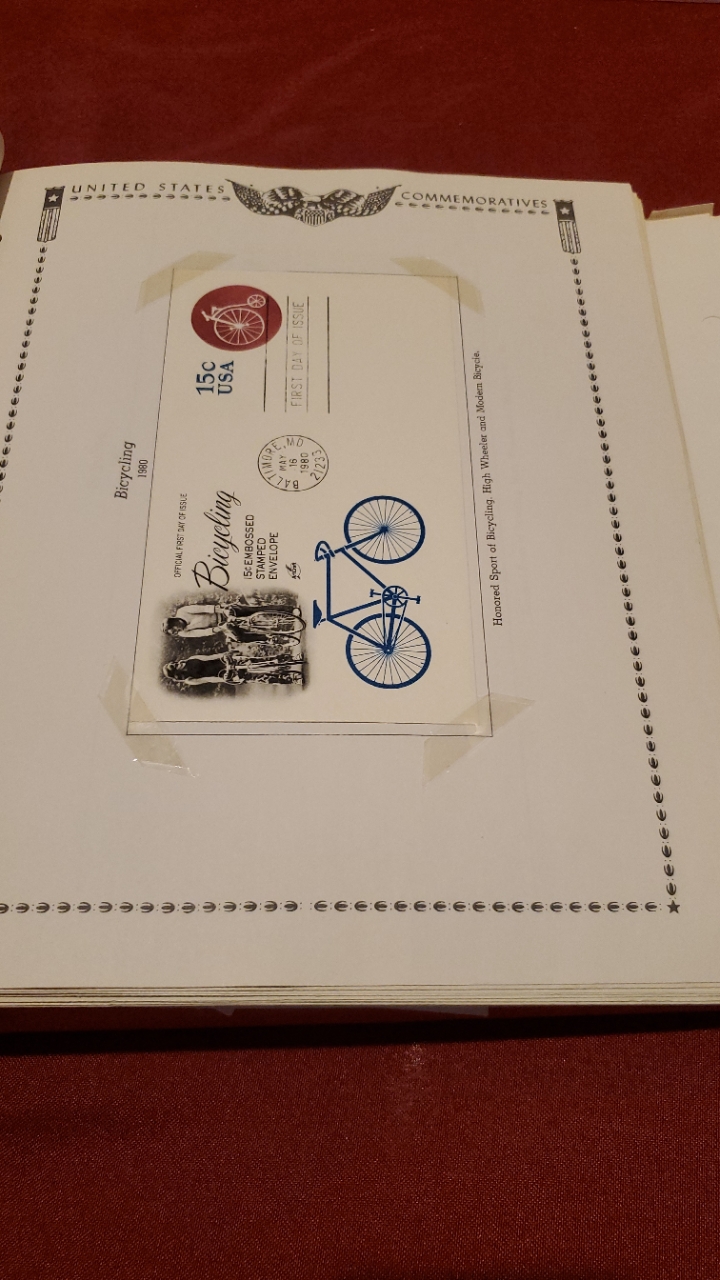 UNITED STATES
COMMEMORATIVES
Bicycling
1980
15c
USA
FIRST DAY OF ISSUE
BALTIMORE, MD
MAY
16
1980
21233
OFFICIAL FIRST DAY OF ISSUE
Bicycling
15¢ EMBOSSED
STAMPED
ENVELOPE
Honored Sport of Bicycling. High Wheeler and Modern Bicycle.